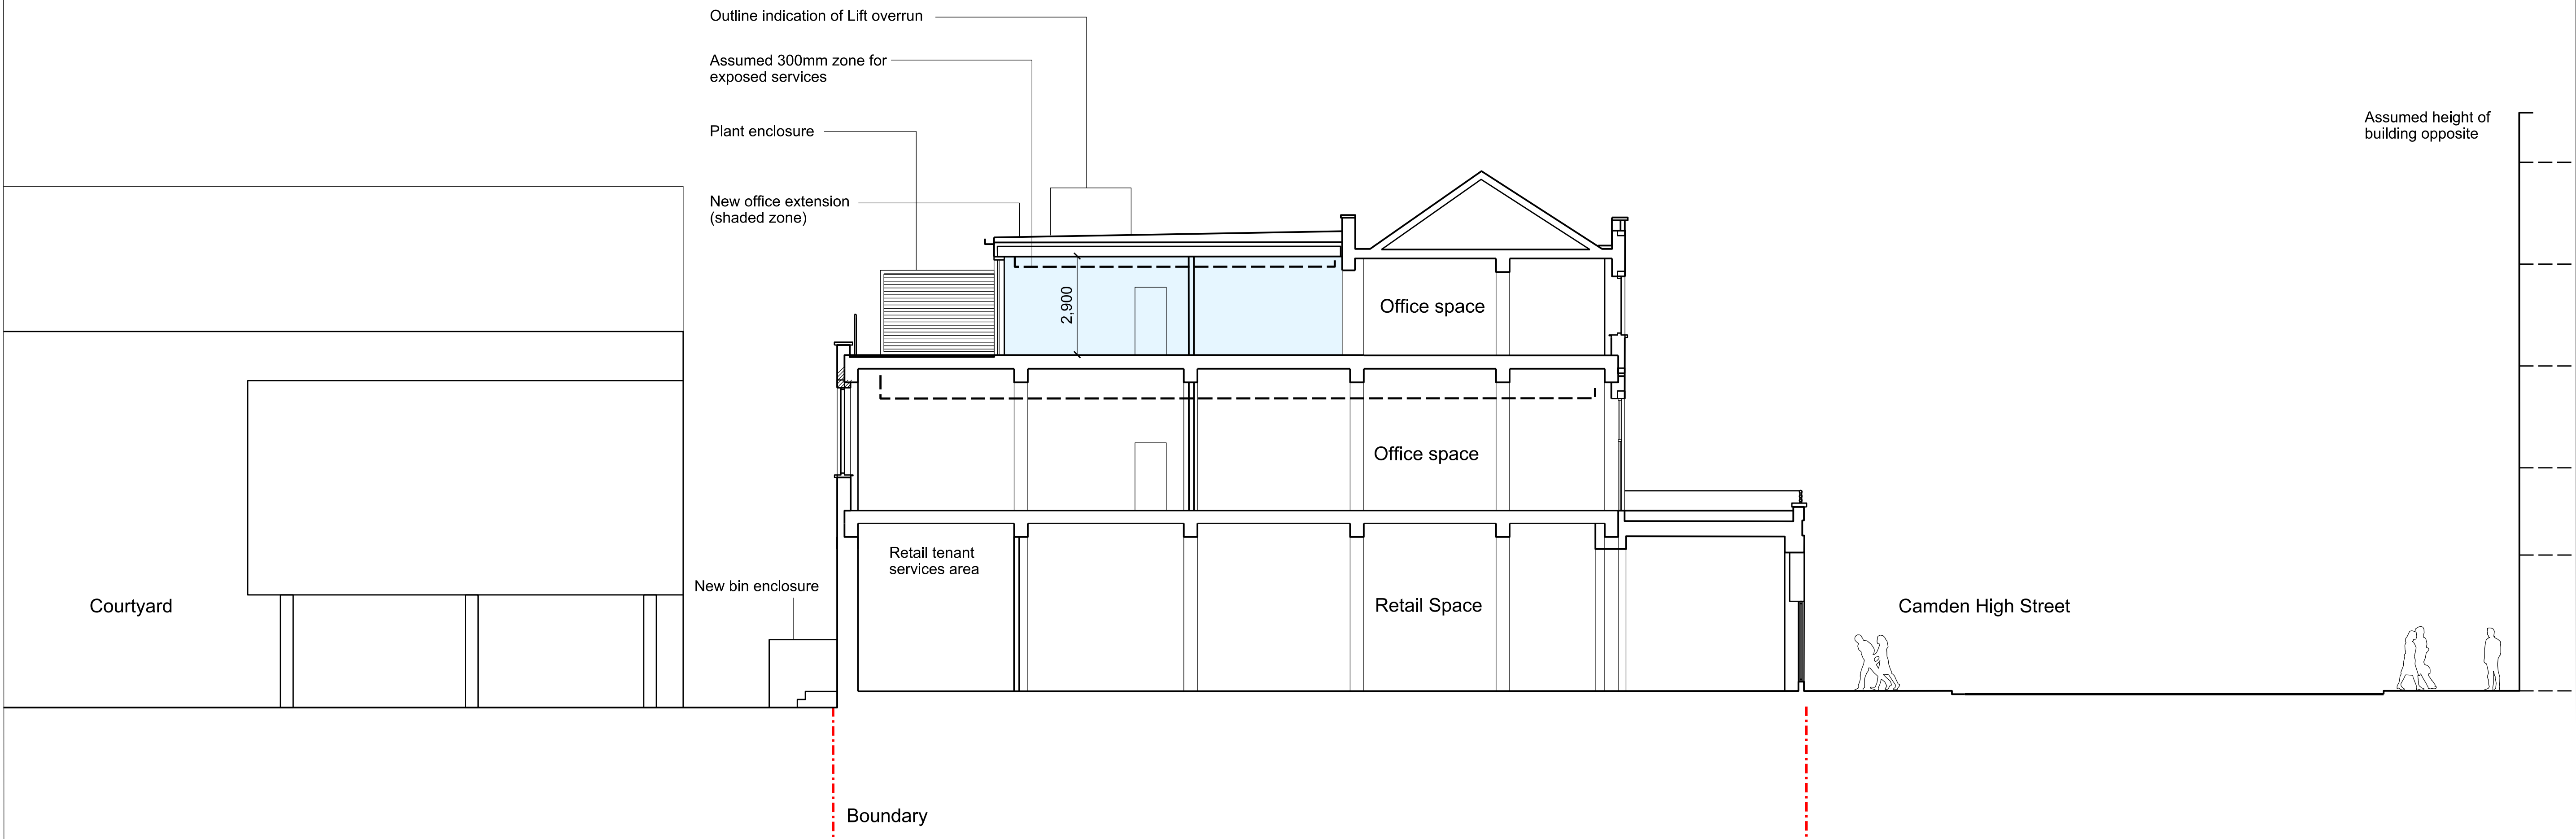 Outline indication of Lift overrun
Assumed 300mm zone for
exposed services
Plant enclosure
New office extension
(shaded zone)
Assumed height of
building opposite
2,900
Office space
Office space
Retail tenant
services area
New bin enclosure
Courtyard
Retail Space
Camden High Street
Boundary